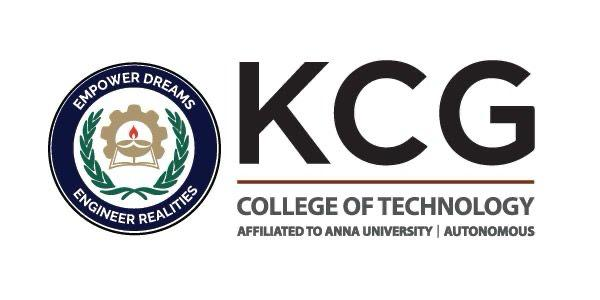 EMPOWER DREAMS
ENGINEER REALITIES
KCG
COLLEGE OF TECHNOLOGY
AFFILIATED TO ANNA UNIVERSITY | AUTONOMOUS